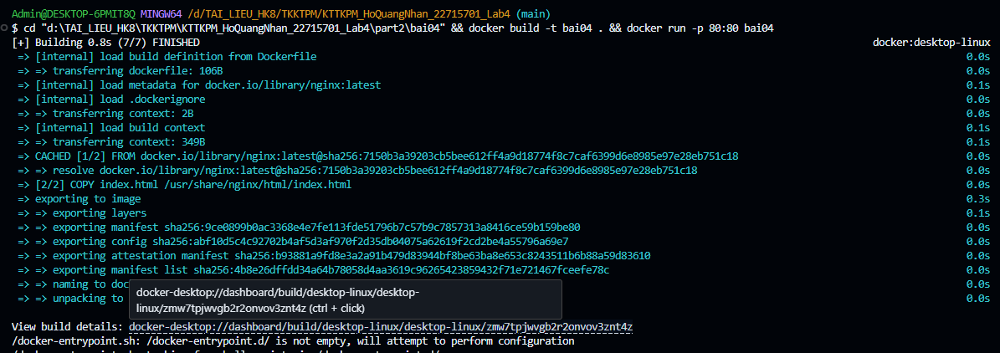 Admin@DESKTOP-6PMIT8Q MINGW64 /d/TAI_LIEU_HK8/TKKTPM/KTTKPM_HoQuangNhan_22715701_Lab4 (main)
$ cd "d:\TAI_LIEU_HK8\TKKTPM\KTTKPM_HoQuangNhan_22715701_Lab4\part2\bai04" && docker build -t bai04 . && docker run -p 80:80 bai04
[+] Building 0.8s (7/7) FINISHED docker:desktop-linux
=> [internal] load build definition from Dockerfile 0.0s
=> => transferring dockerfile: 106B 0.0s
=> [internal] load metadata for docker.io/library/nginx:latest 0.1s
=> [internal] load .dockerignore 0.0s
=> => transferring context: 2B 0.0s
=> [internal] load build context 0.1s
=> => transferring context: 349B 0.1s
=> CACHED [1/2] FROM docker.io/library/nginx:latest@sha256:7150b3a39203cb5bee612ff4a9d18774f8c7caf6399d6e8985e97e28eb751c18 0.0s
=> => resolve docker.io/library/nginx:latest@sha256:7150b3a39203cb5bee612ff4a9d18774f8c7caf6399d6e8985e97e28eb751c18 0.0s
=> [2/2] COPY index.html /usr/share/nginx/html/index.html 0.0s
=> exporting to image 0.3s
=> => exporting layers 0.1s
=> => exporting manifest sha256:9ce0899b0ac3368e4e7fe113fde51796b7c57b9c7857313a8416ce59b159be80 0.0s
=> => exporting config sha256:abf10d5c4c92702b4af5d3af970f2d35db04075a62619f2cd2be4a55796a69e7 0.0s
=> => exporting attestation manifest sha256:b93881a9fd8e3a2a91b479d83944bf8be63ba8e653c8243511b6b88a59d83610 0.0s
=> => exporting manifest list sha256:4b8e26dffdd34a64b78058d4aa3619c96265423859432f71e721467fceefe78c 0.0s
=> => naming to doc 0.0s
=> => unpacking to 0.0s
docker-desktop://dashboard/build/desktop-linux/desktop-
linux/zmw7tpjwvgb2r2onvov3znt4z (ctrl + click)
View build details: docker-desktop://dashboard/build/desktop-linux/desktop-linux/zmw7tpjwvgb2r2onvov3znt4z
/docker-entrypoint.sh: /docker-entrypoint.d/ is not empty, will attempt to perform configuration